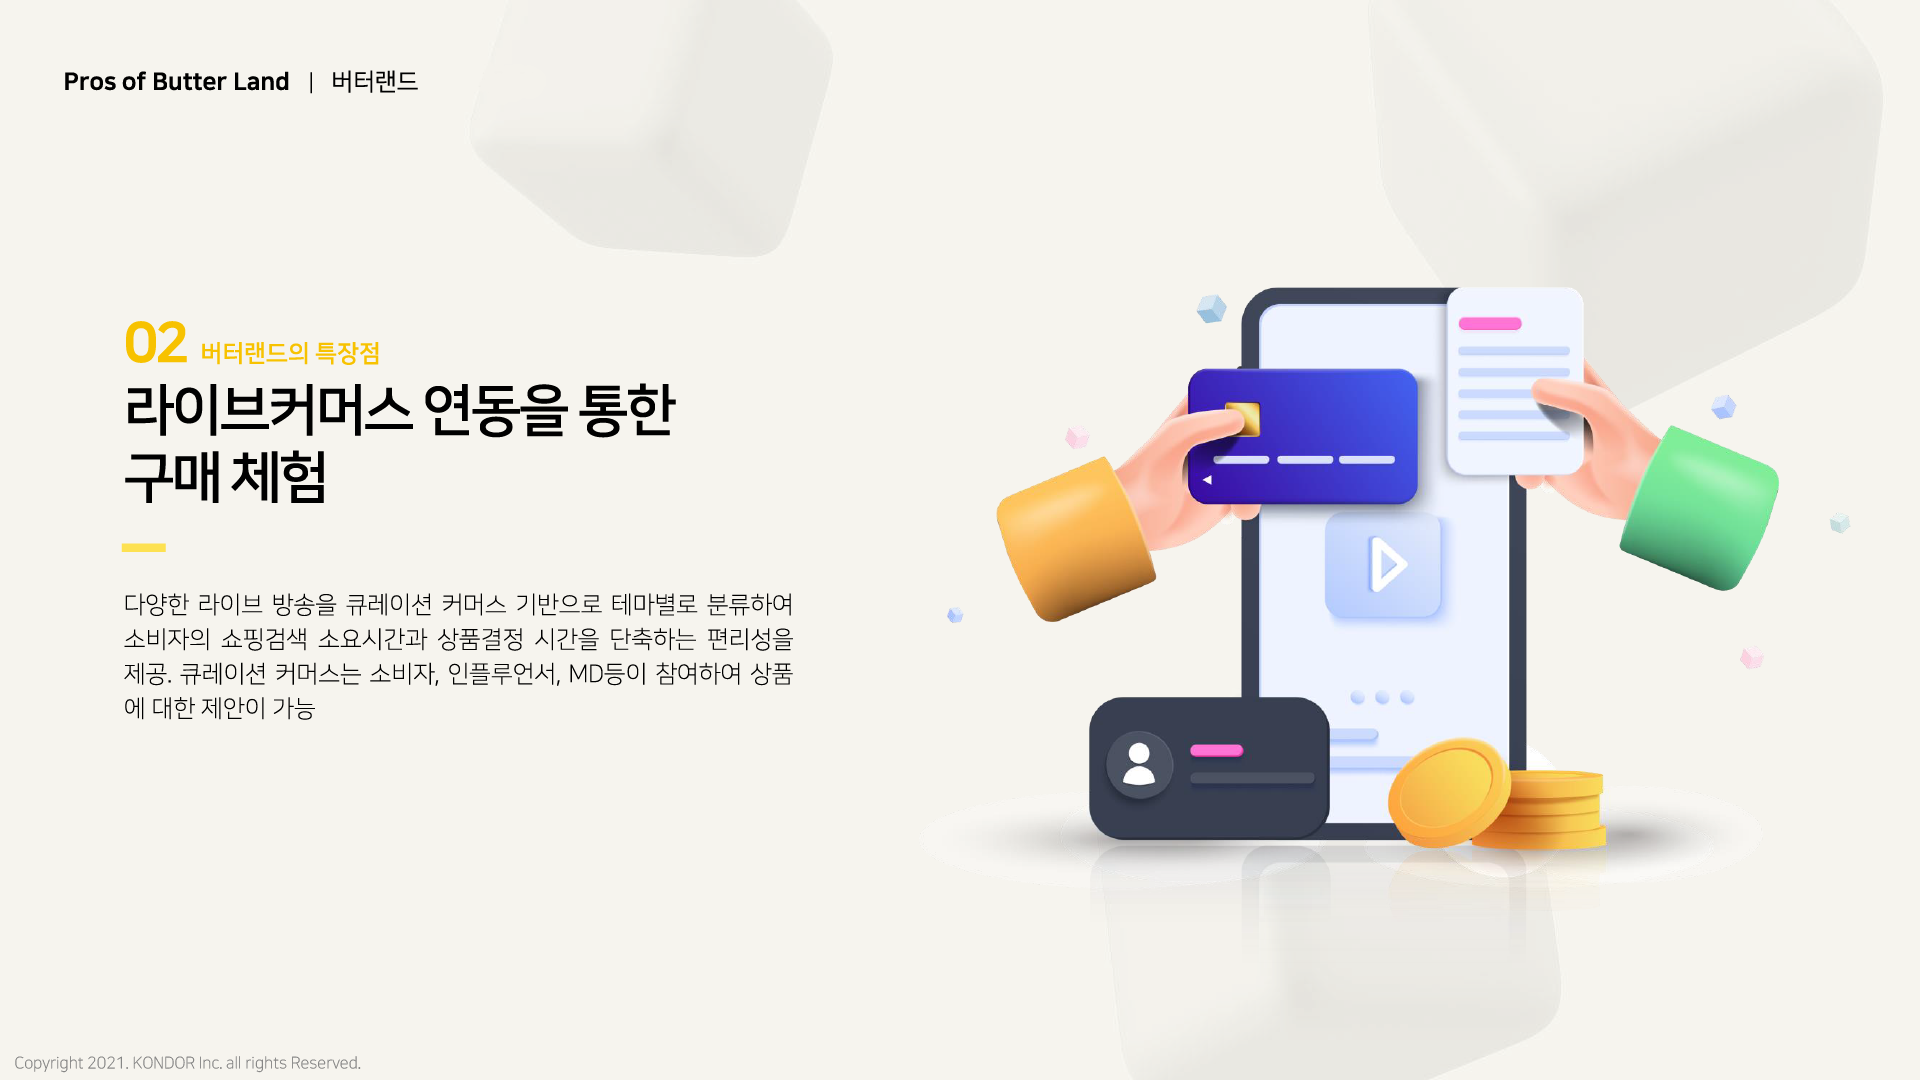 Pros of Butter Land | 버터랜드
02 버터랜드의 특장점
라이브커머스 연동을 통한
구매 체험
다양한 라이브 방송을 큐레이션 커머스 기반으로 테마별로 분류하여
소비자의 쇼핑검색 소요시간과 상품결정 시간을 단축하는 편리성을
제공. 큐레이션 커머스는 소비자, 인플루언서, MD등이 참여하여 상품
에 대한 제안이 가능
Copyright 2021. KONDOR Inc. all rights Reserved.